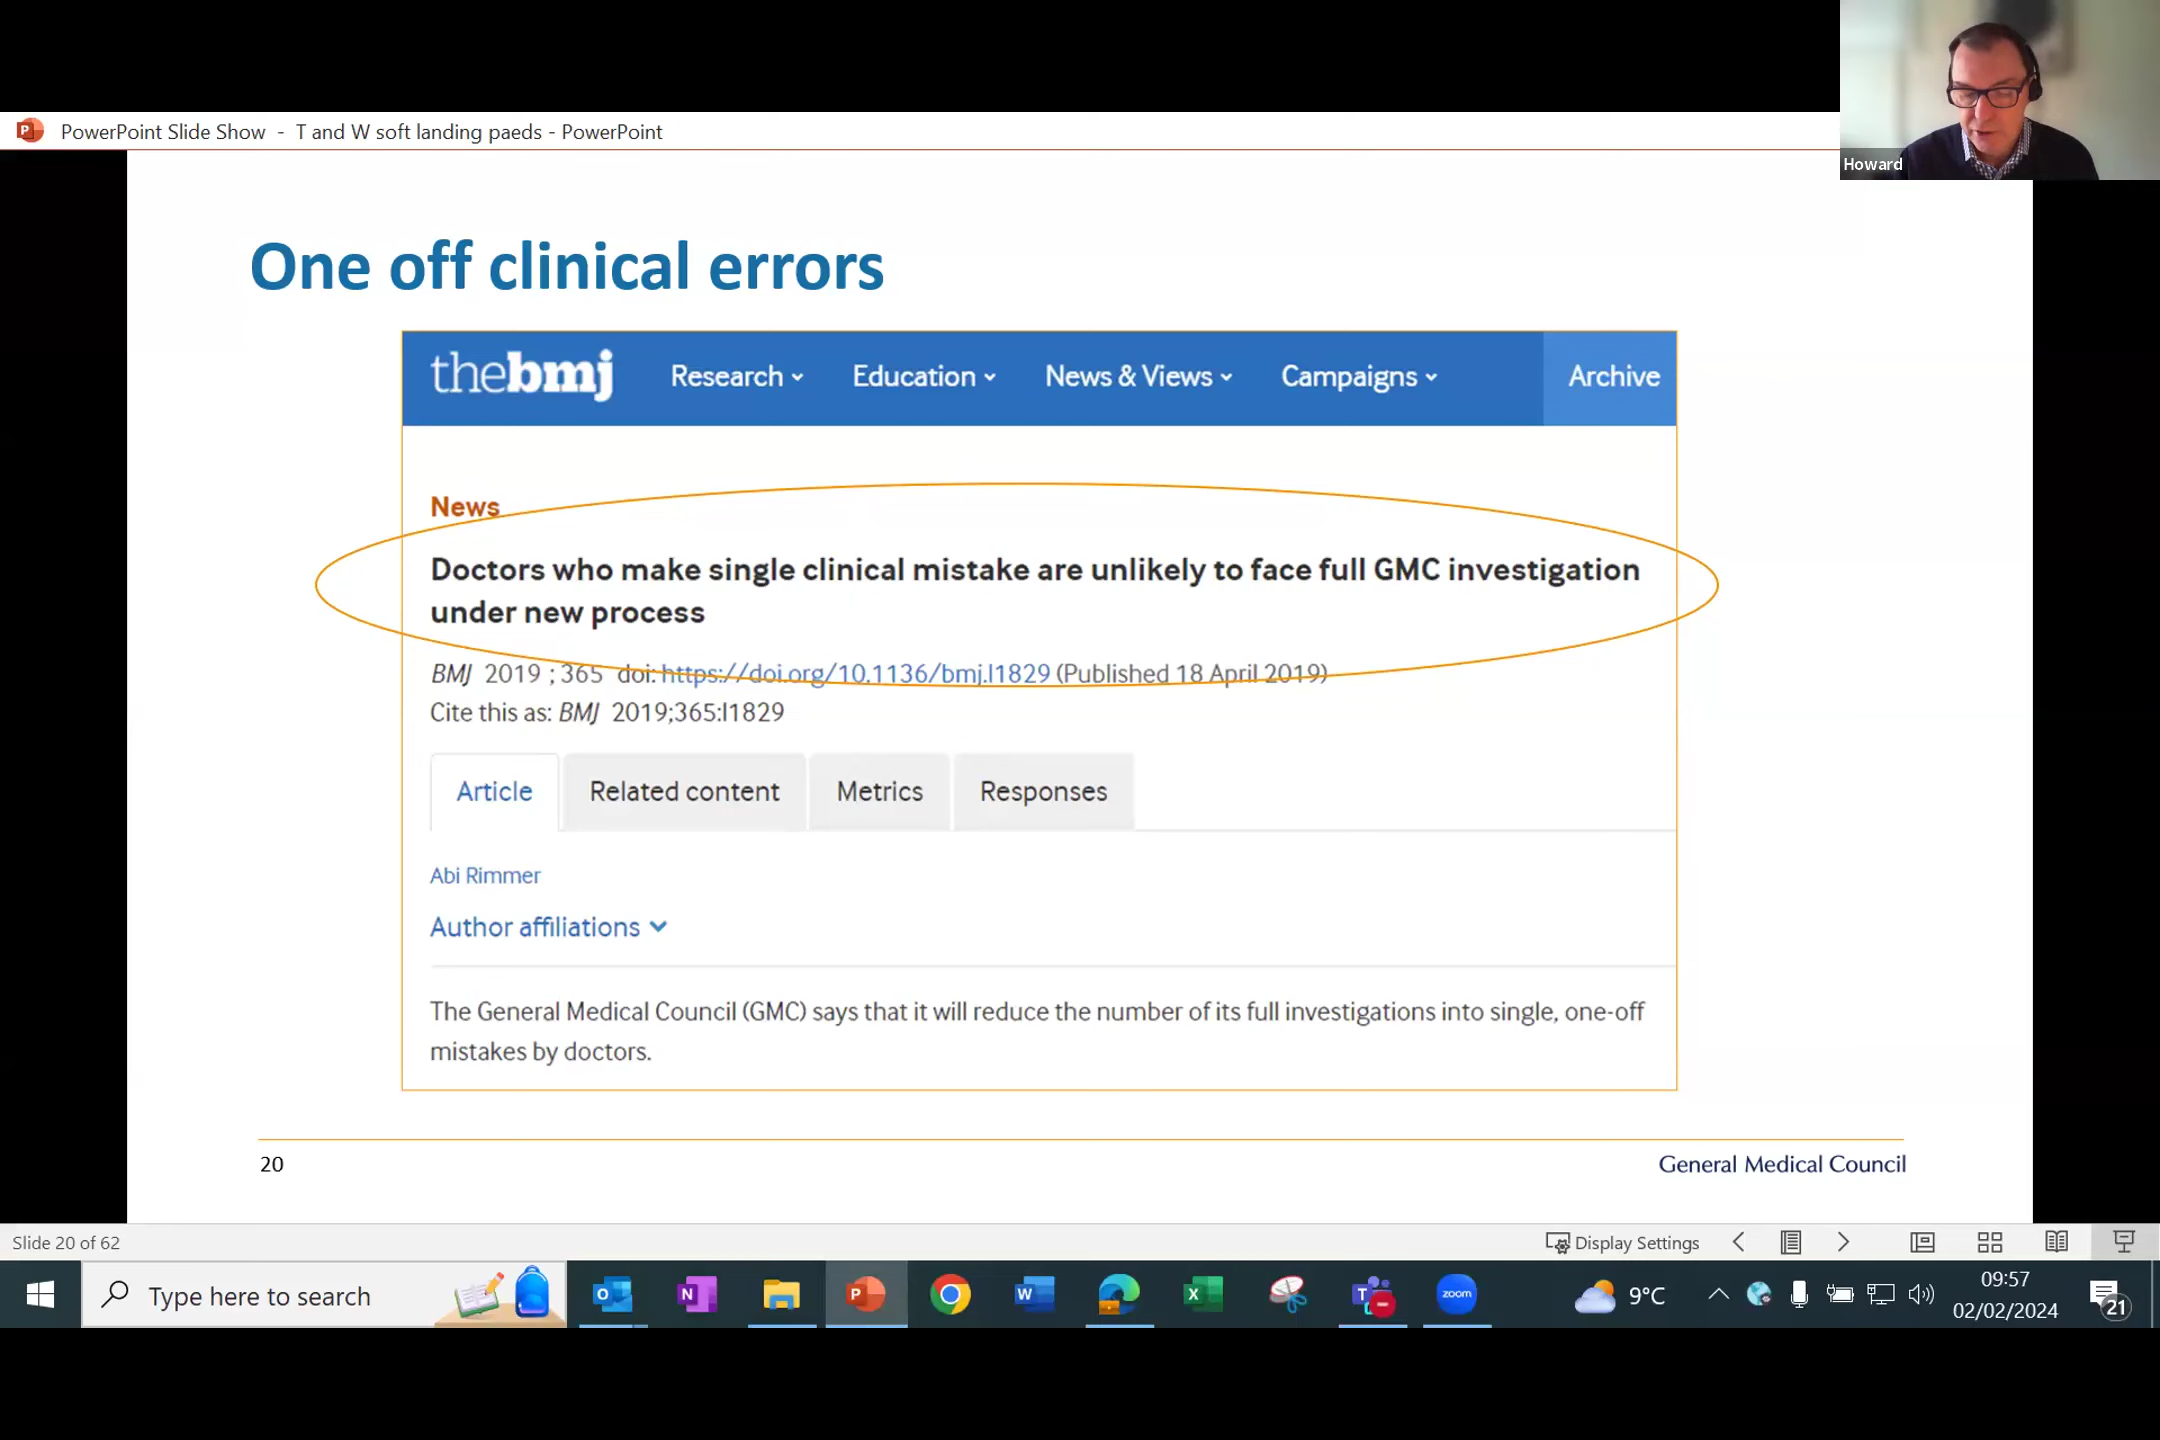 PowerPoint Slide Show - T and W soft landing paeds - PowerPoint
Howard
One off clinical errors
thebmj Research Education News & Views Campaigns Archive
News
Doctors who make single clinical mistake are unlikely to face full GMC investigation
under new process
BMJ 2019 ; 365 doi: https://doi.org/10.1136/bmj.l1829 (Published 18 April 2019)
Cite this as: BMJ 2019;365:l1829
Article Related content Metrics Responses
Abi Rimmer
Author affiliations
The General Medical Council (GMC) says that it will reduce the number of its full investigations into single, one-off
mistakes by doctors.
20 General Medical Council
Slide 20 of 62 Display Settings
Type here to search zoom 9°C 09:57
02/02/2024 21